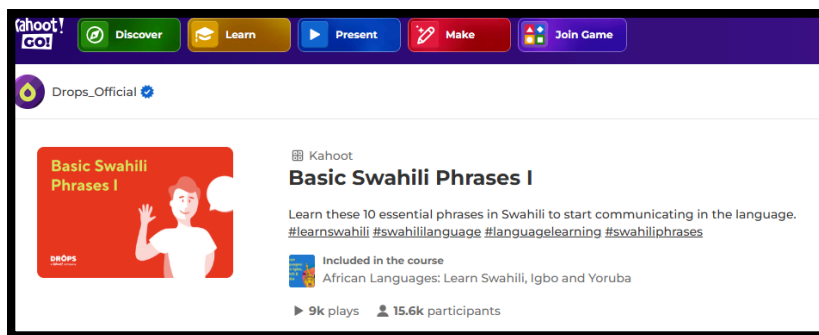 Kahoot!
GO!
Discover
Learn
Present
Make
Join Game
Drops_Official
Basic Swahili
Phrases I
DROPS
Kahoot
Basic Swahili Phrases I
Learn these 10 essential phrases in Swahili to start communicating in the language.
#learnswahili #swahililanguage #languagelearning #swahiliphrases
Included in the course
African Languages: Learn Swahili, Igbo and Yoruba
9k plays 15.6k participants